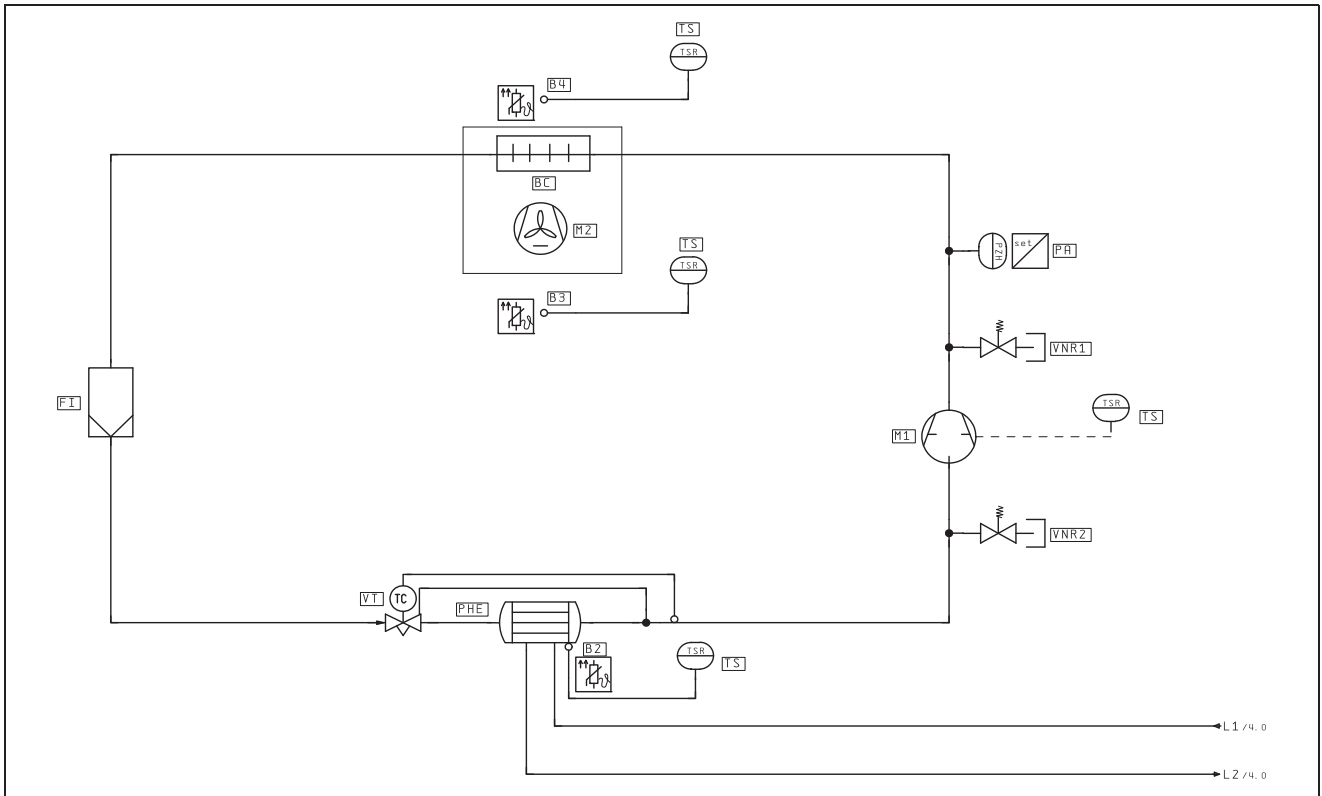 TS
TSR
B4
BC
M2
TS
TSR
PZH
set
PA
B3
VNR1
FI
TSR
TS
M1
VNR2
VT
TC
PHE
B2
TSR
TS
L1 /4.0
L2 /4.0